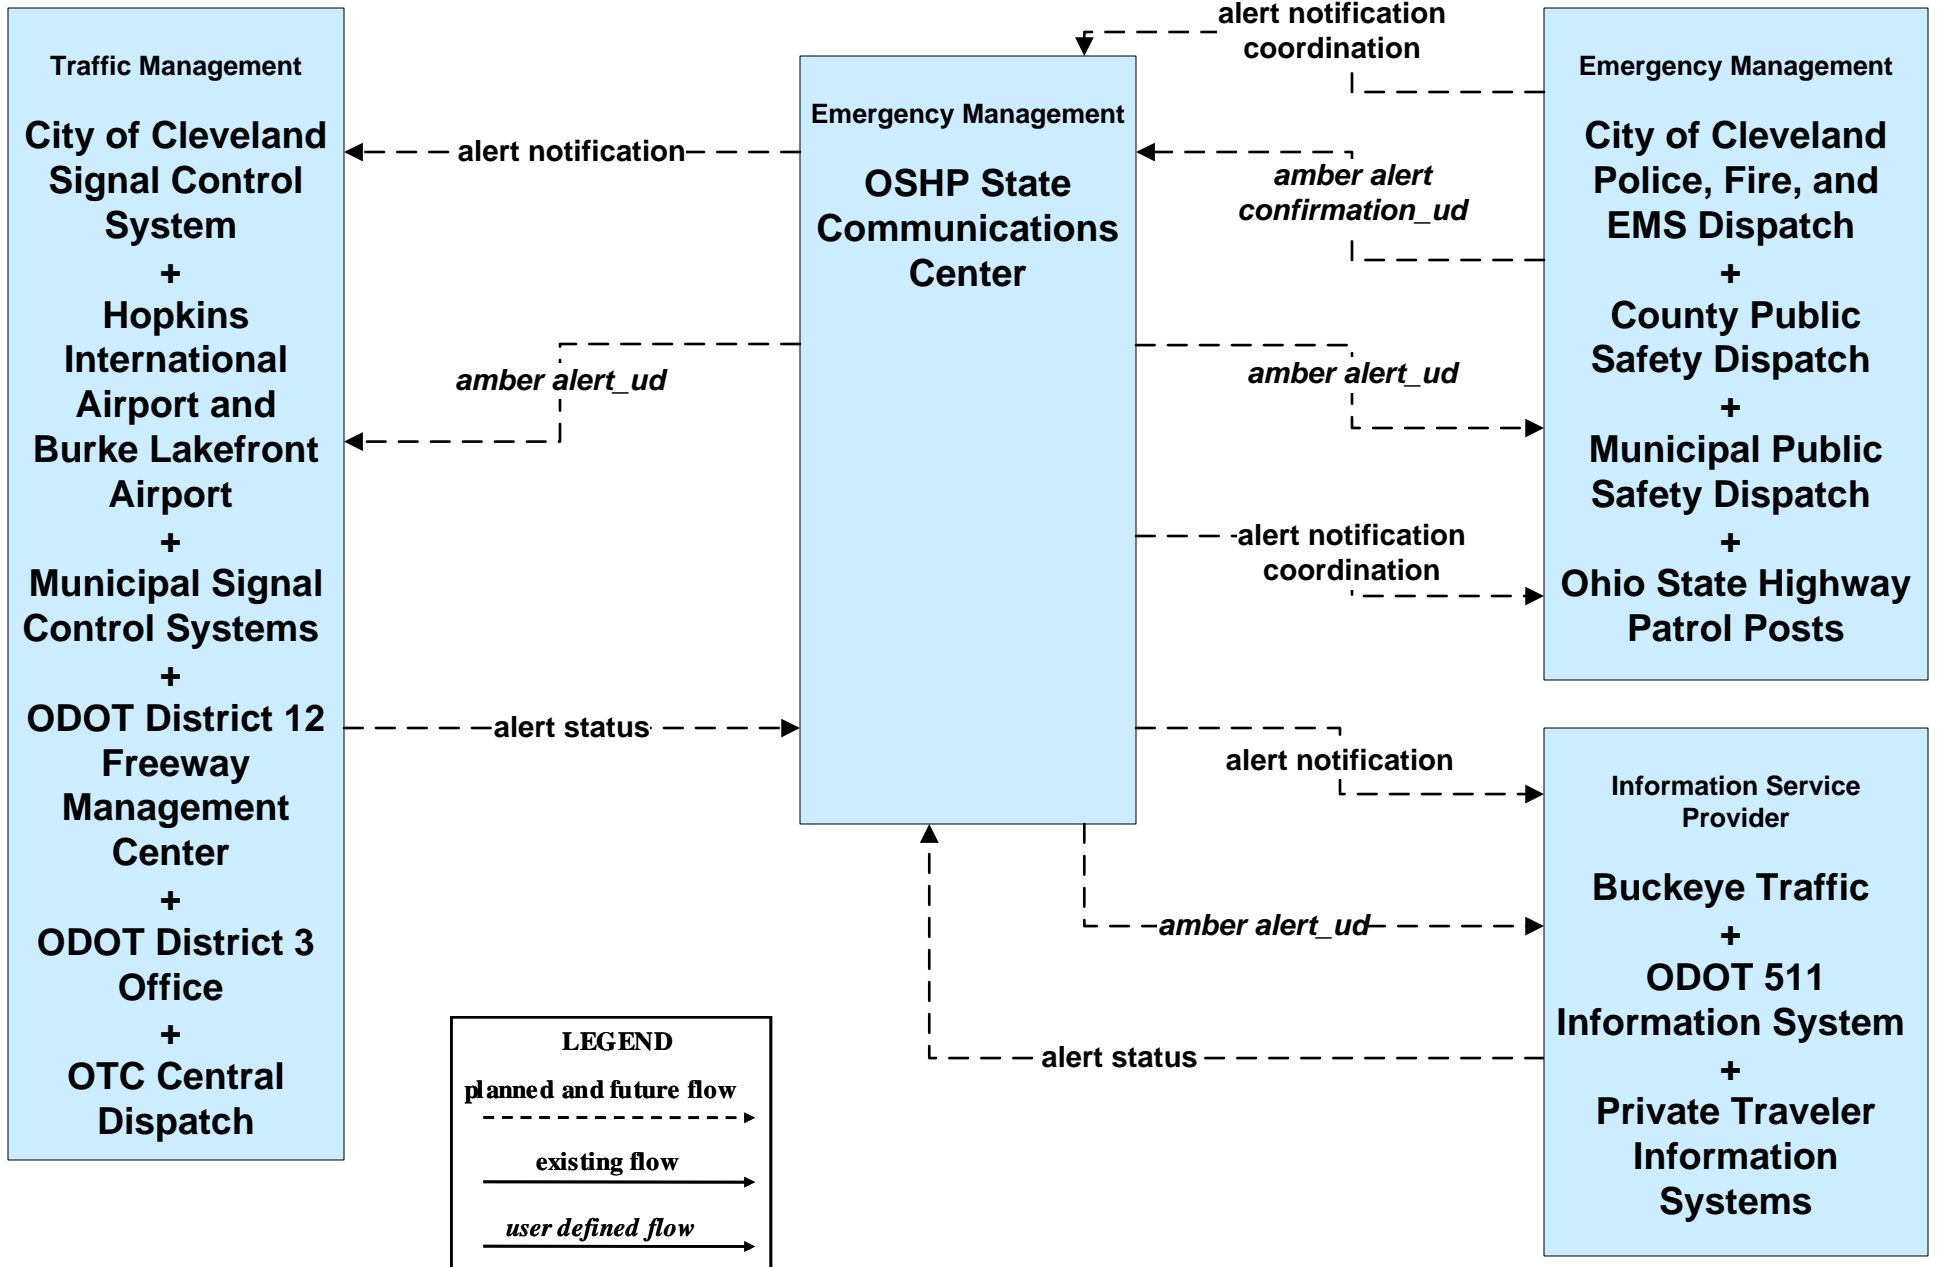 Traffic Management
City of Cleveland
Signal Control
System
+
Hopkins
International
Airport and
Burke Lakefront
Airport
+
Municipal Signal
Control Systems
+
ODOT District 12
Freeway
Management
Center
+
ODOT District 3
Office
+
OTC Central
Dispatch
alert notification
amber alert_ud
alert status
Emergency Management
OSHP State
Communications
Center
alert notification
coordination
amber alert
confirmation_ud
amber alert_ud
alert notification
coordination
alert notification
amber alert_ud
alert status
Emergency Management
City of Cleveland
Police, Fire, and
EMS Dispatch
+
County Public
Safety Dispatch
+
Municipal Public
Safety Dispatch
+
Ohio State Highway
Patrol Posts
Information Service
Provider
Buckeye Traffic
+
ODOT 511
Information System
+
Private Traveler
Information
Systems
LEGEND
planned and future flow
existing flow
user defined flow